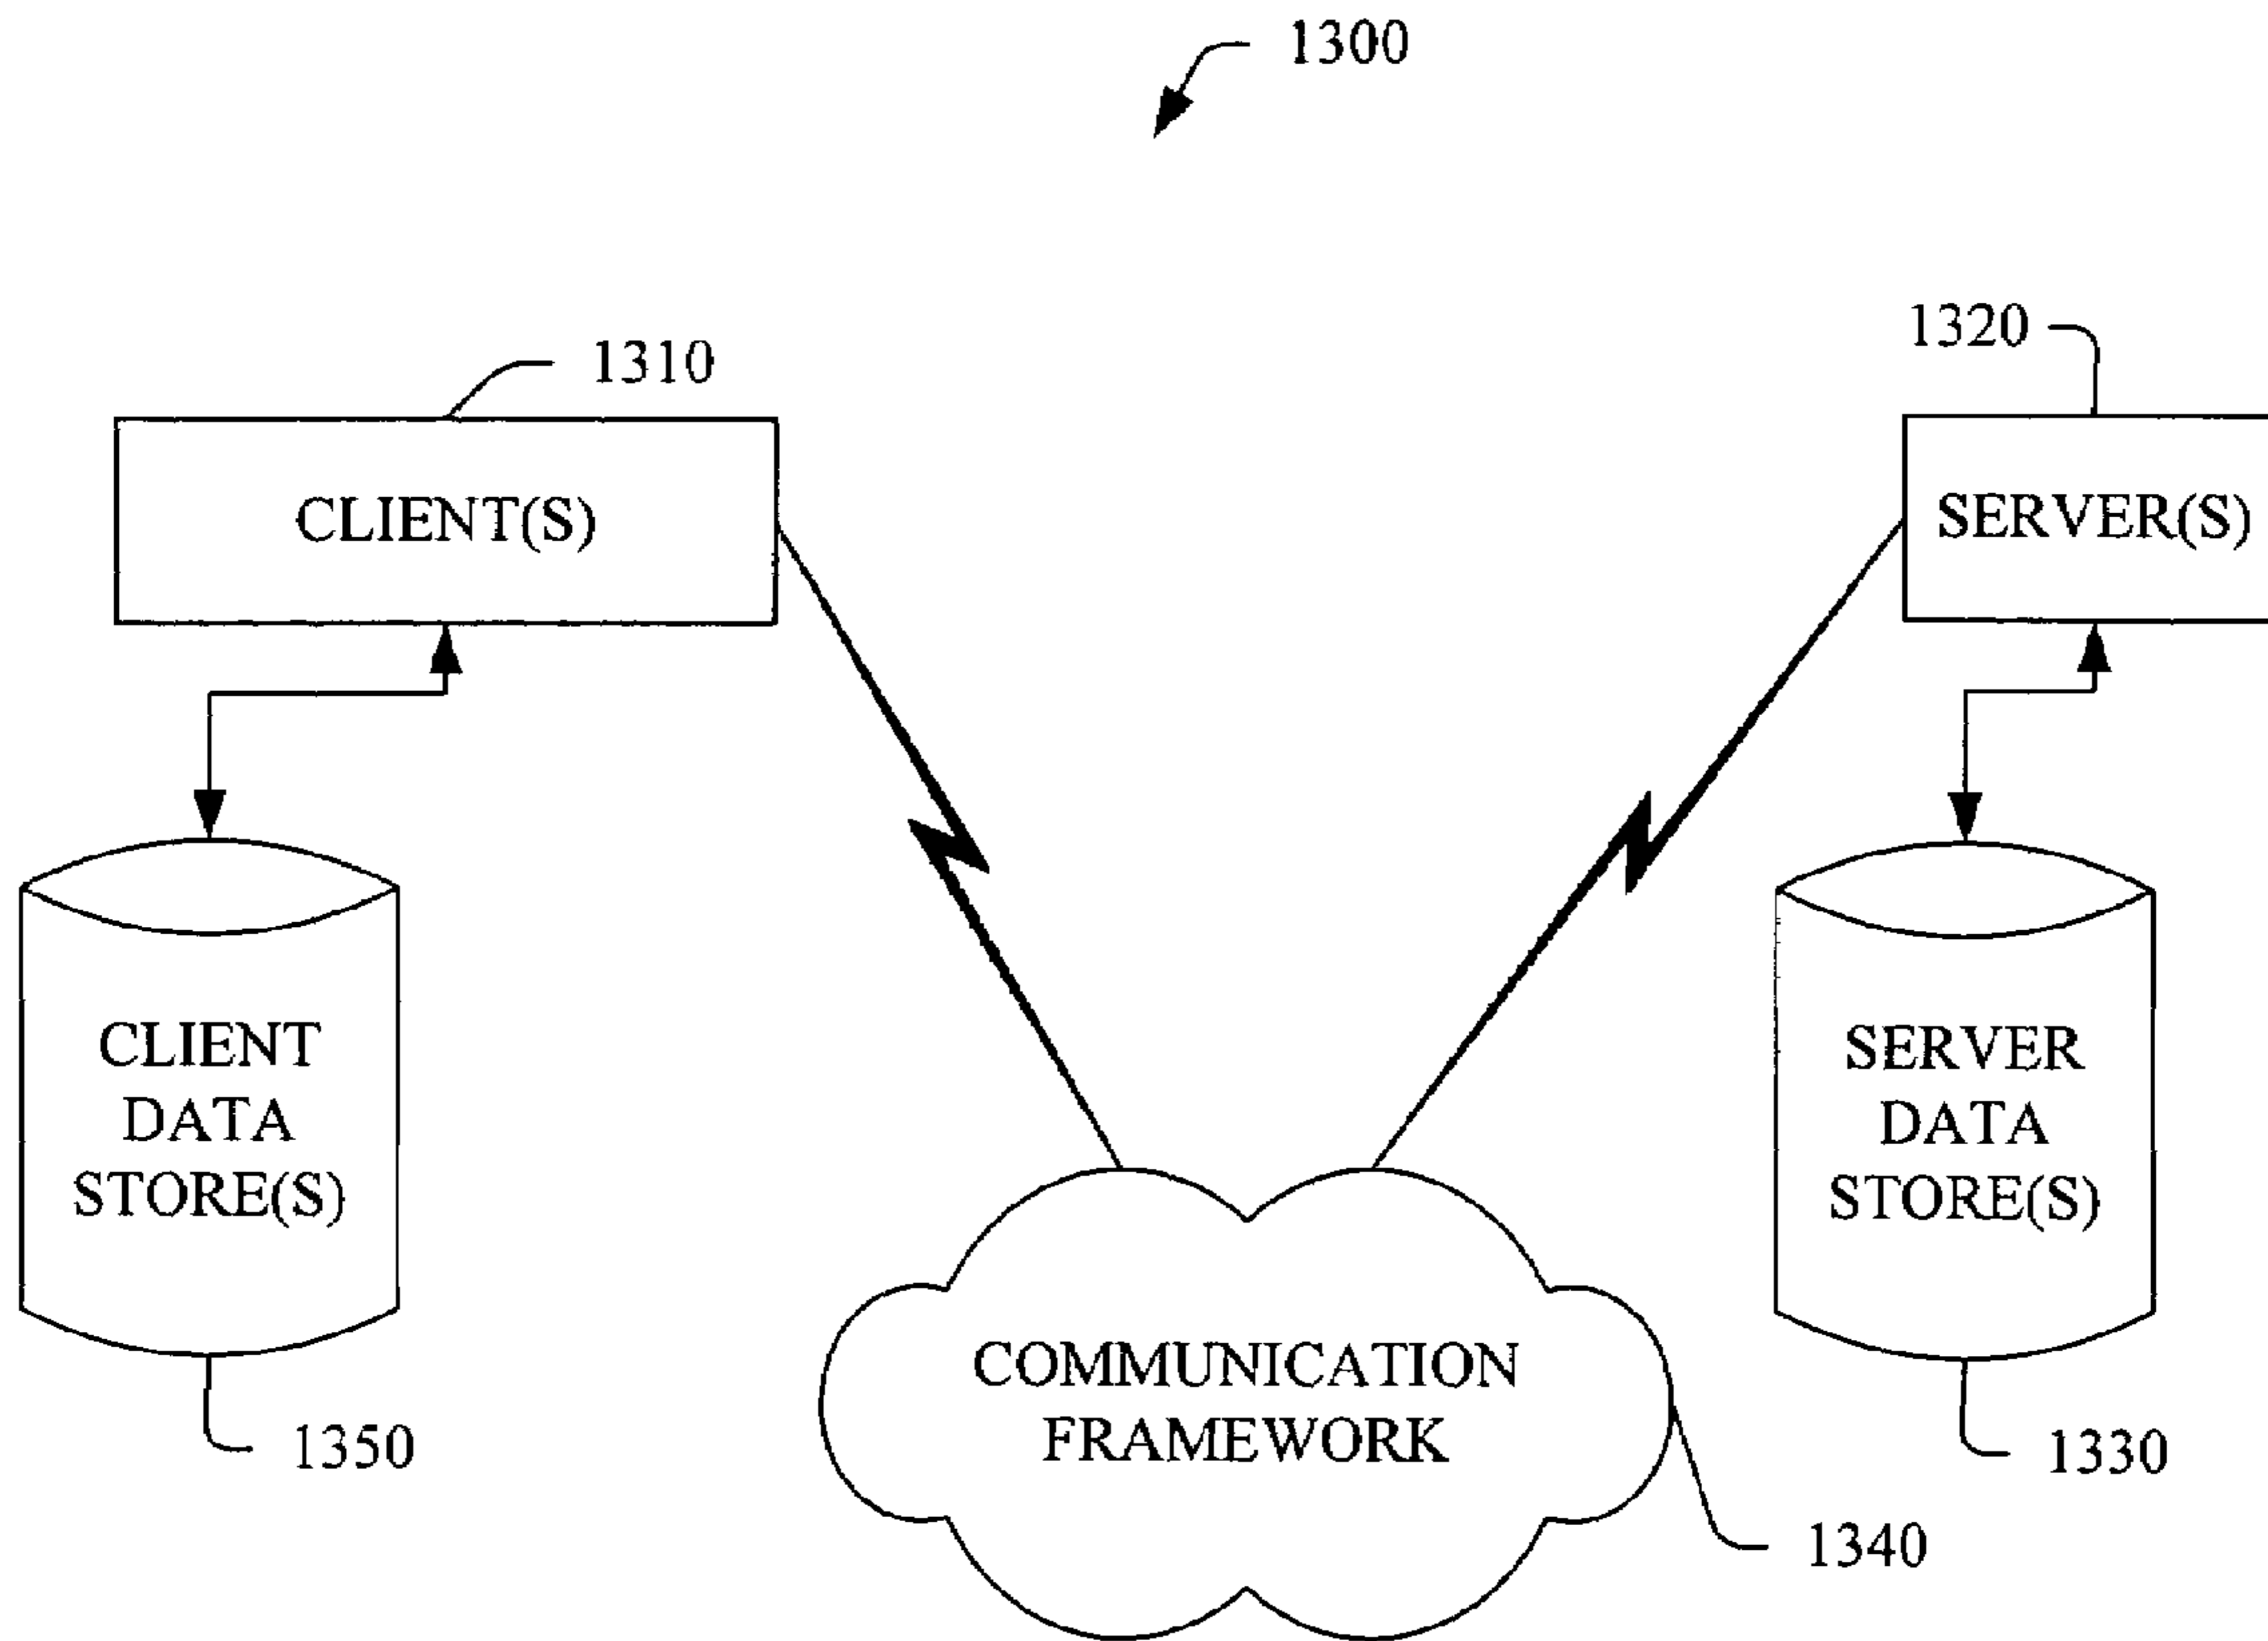 1300
1310
1320
CLIENT(S)
SERVER(S)
CLIENT
DATA
STORE(S)
SERVER
DATA
STORE(S)
COMMUNICATION
FRAMEWORK
1350
1330
1340